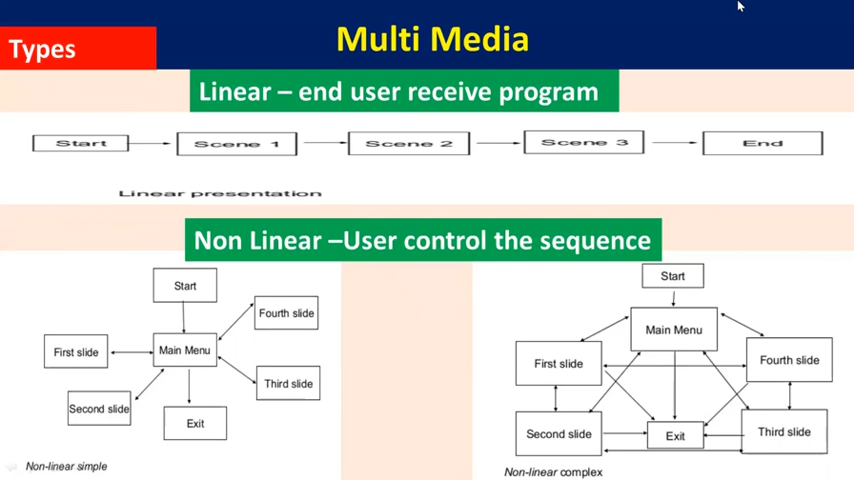 Multi Media
Types
Linear – end user receive program
Start
Scene 1
Scene 2
Scene 3
End
Linear presentation
Non Linear –User control the sequence
Start
Fourth slide
First slide
Main Menu
Third slide
Second slide
Exit
Non-linear simple
Start
Main Menu
First slide
Fourth slide
Second slide
Exit
Third slide
Non-linear complex